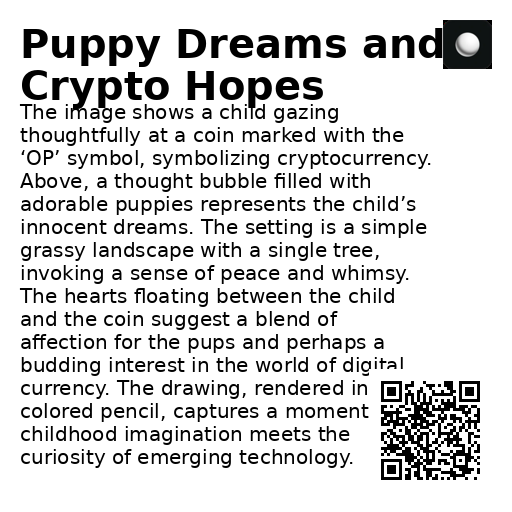 Puppy Dreams and
Crypto Hopes
The image shows a child gazing
thoughtfully at a coin marked with the
‘OP’ symbol, symbolizing cryptocurrency.
Above, a thought bubble filled with
adorable puppies represents the child’s
innocent dreams. The setting is a simple
grassy landscape with a single tree,
invoking a sense of peace and whimsy.
The hearts floating between the child
and the coin suggest a blend of
affection for the pups and perhaps a
budding interest in the world of digital
currency. The drawing, rendered in
colored pencil, captures a moment
childhood imagination meets the
curiosity of emerging technology.